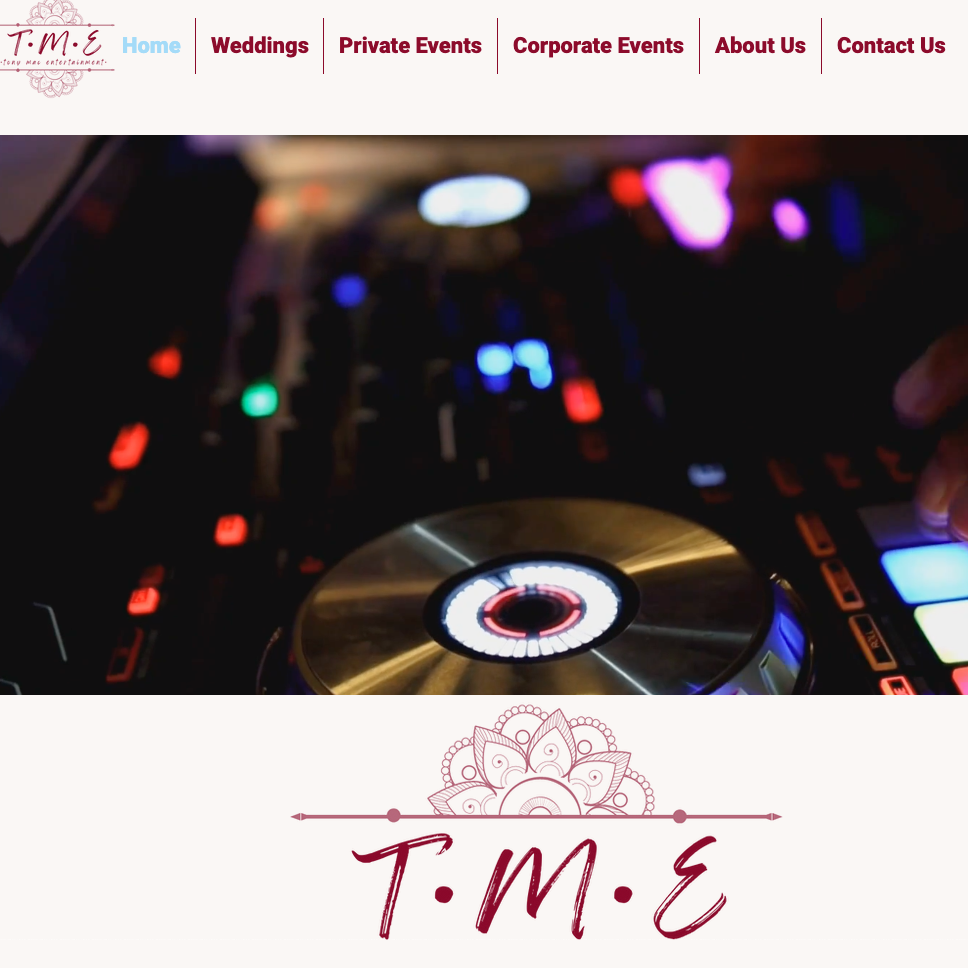 T·M·E
·tony mac entertainment·
Home
Weddings
Private Events
Corporate Events
About Us
Contact Us
T·M·E